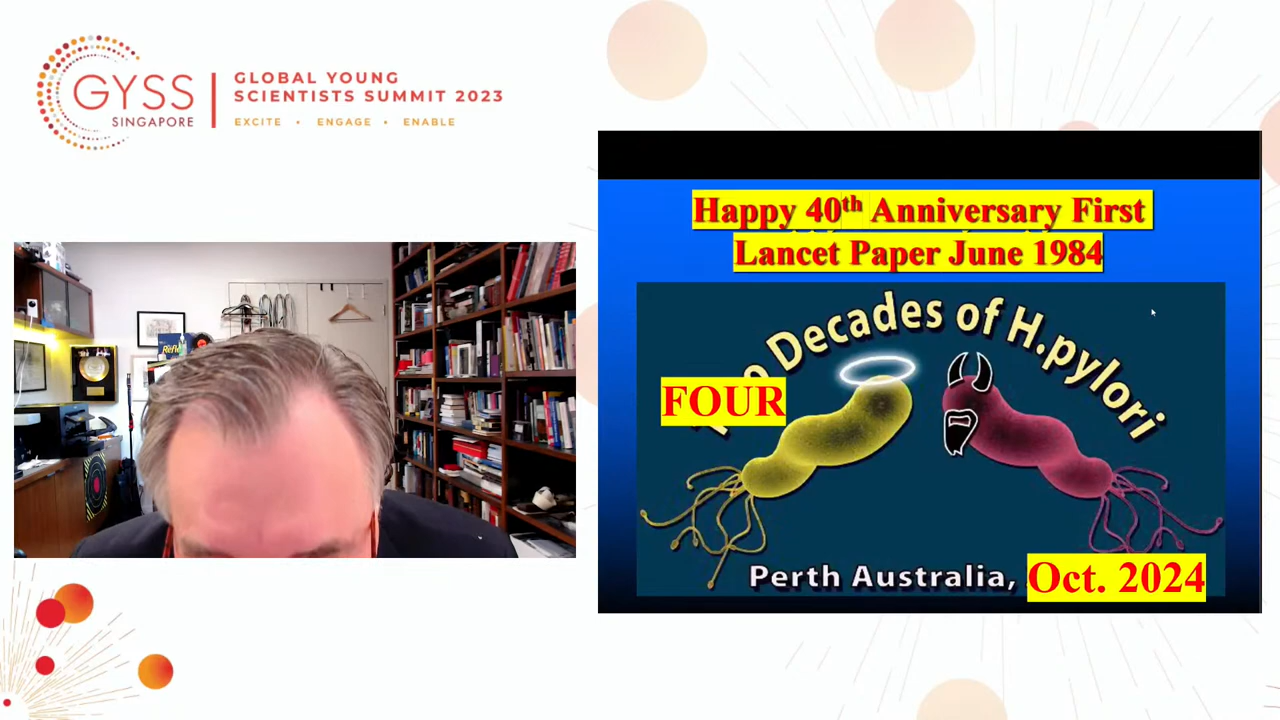 GYSS
SINGAPORE
GLOBAL YOUNG
SCIENTISTS SUMMIT 2023
EXCITE • ENGAGE • ENABLE
Happy 40th Anniversary First
Lancet Paper June 1984
Decades of H.pylori
FOUR
Perth Australia, Oct. 2024